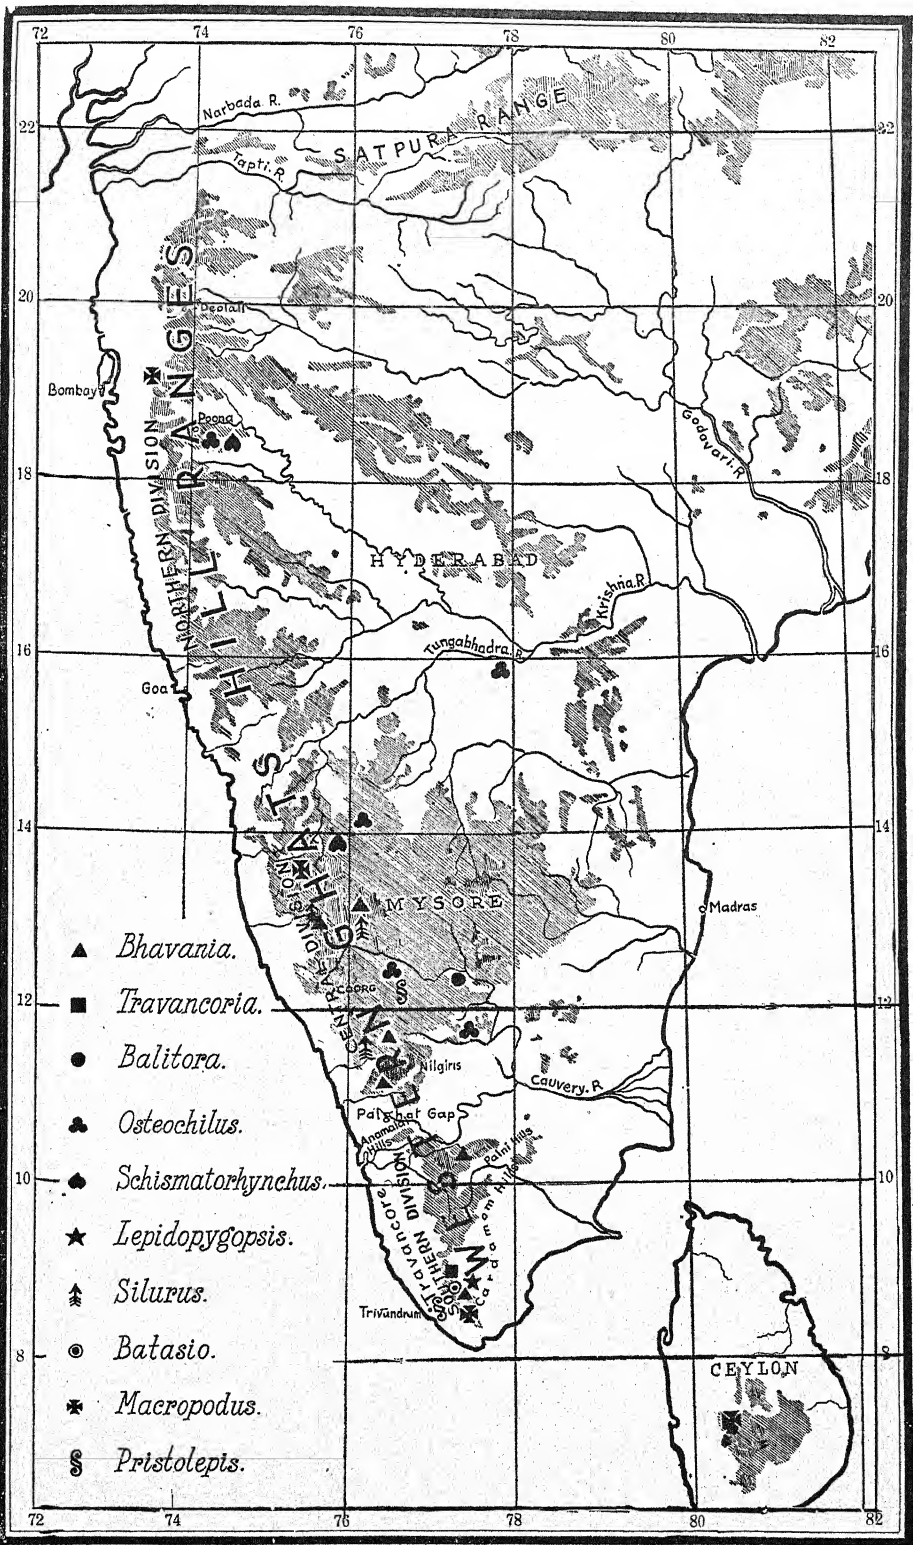 72 74 76 78 80 82
Narbada R.
SATPURA RANGE
22 22
Tapti. R.
20 Deolali 20
Bombay
Poona
Godavari. R
18 18
NORTHERN DIVISION
HYDERABAD
Krishna. R.
16 Tungabhadra. R. 16
Goa
WESTERN GHATS HILL RANGES
14 14
CENTRAL DIVISION
MYSORE
Madras
COORG
12 12
Nilgiris
Cauvery. R.
Palghat Gap
Anamalai Hills
Palni Hills
10 10
Cardamom Hills
Travancore
SOUTHERN DIVISION
Trivandrum
8 8
CEYLON
Bhavania.
Travancoria.
Balitora.
Osteochilus.
Schismatorhynchus.
Lepidopygopsis.
Silurus.
Batasio.
Macropodus.
Pristolepis.
72 74 76 78 80 82